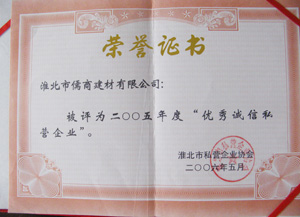 荣誉证书
淮北市儒商建材有限公司：
被评为二〇〇五年度“优秀诚信私
营企业”。
淮北市私营企业协会
二〇〇六年五月